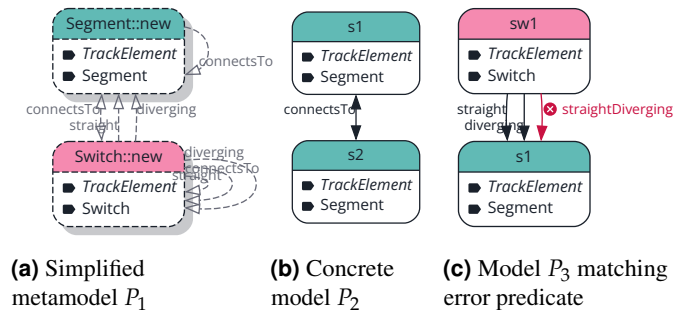 Segment::new
TrackElement
Segment
connectsTo
connectsTo
diverging
straight
Switch::new
TrackElement
Switch
diverging
connectsTo
straight
(a) Simplified
metamodel P1
s1
TrackElement
Segment
connectsTo
s2
TrackElement
Segment
(b) Concrete
model P2
sw1
TrackElement
Switch
straight
diverging
straightDiverging
s1
TrackElement
Segment
(c) Model P3 matching
error predicate